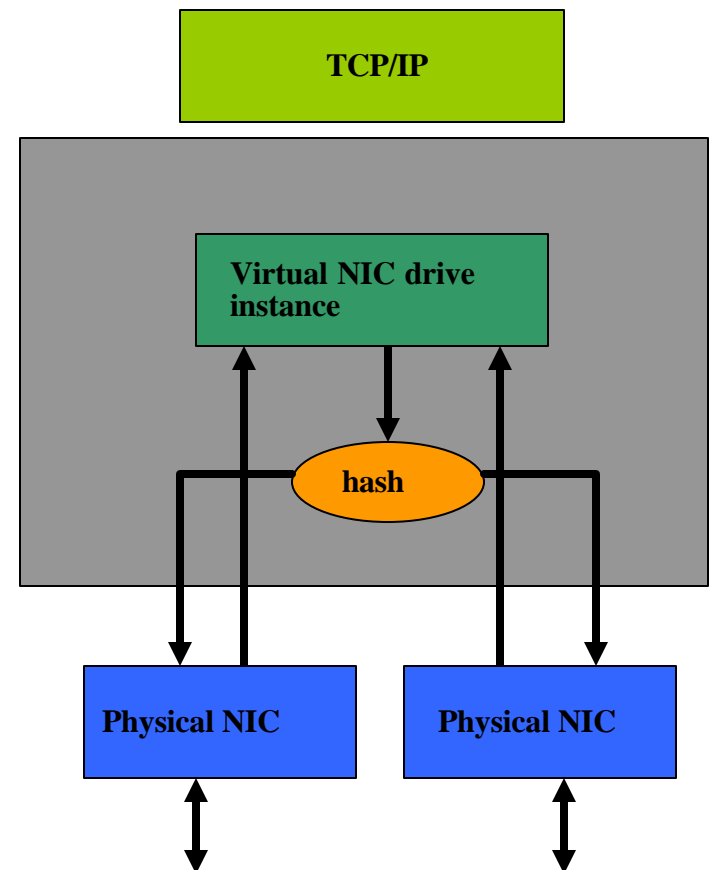 TCP/IP
Virtual NIC drive
instance
hash
Physical NIC
Physical NIC